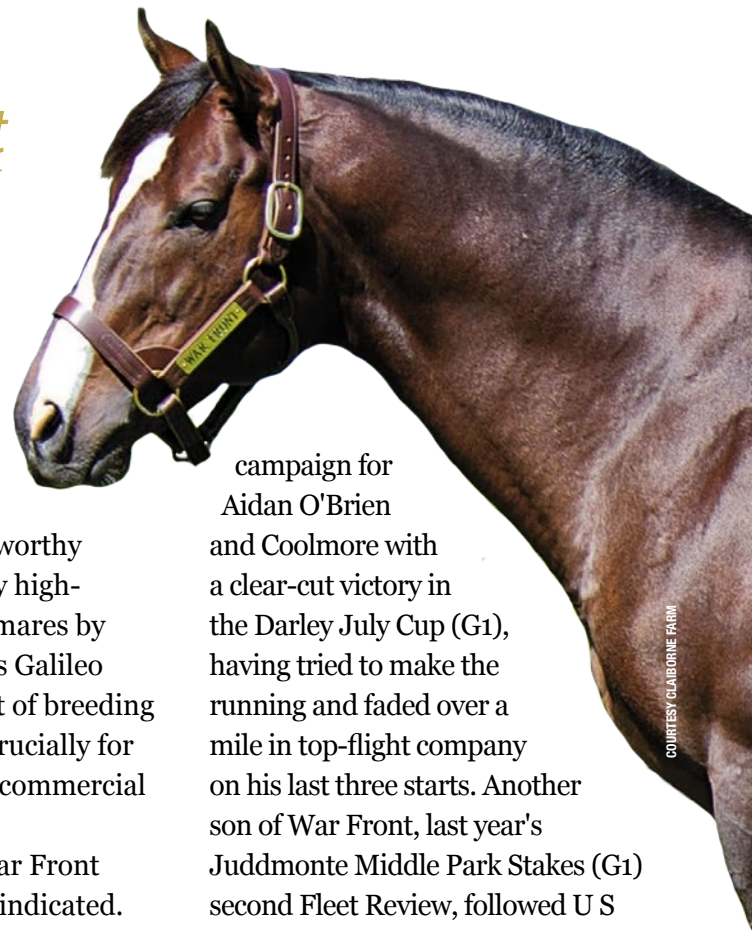 worthy
high-
mares by
s Galileo
of breeding
for
commercial
War Front
campaign for
Aidan O'Brien
and Coolmore with
a clear-cut victory in
the Darley July Cup (G1),
having tried to make the
running and faded over a
mile in top-flight company
on his last three starts. Another
son of War Front, last year's
Juddmonte Middle Park Stakes (G1)
second Fleet Review, followed U S
WAR FRONT
COURTESY CLAIBORNE FARM